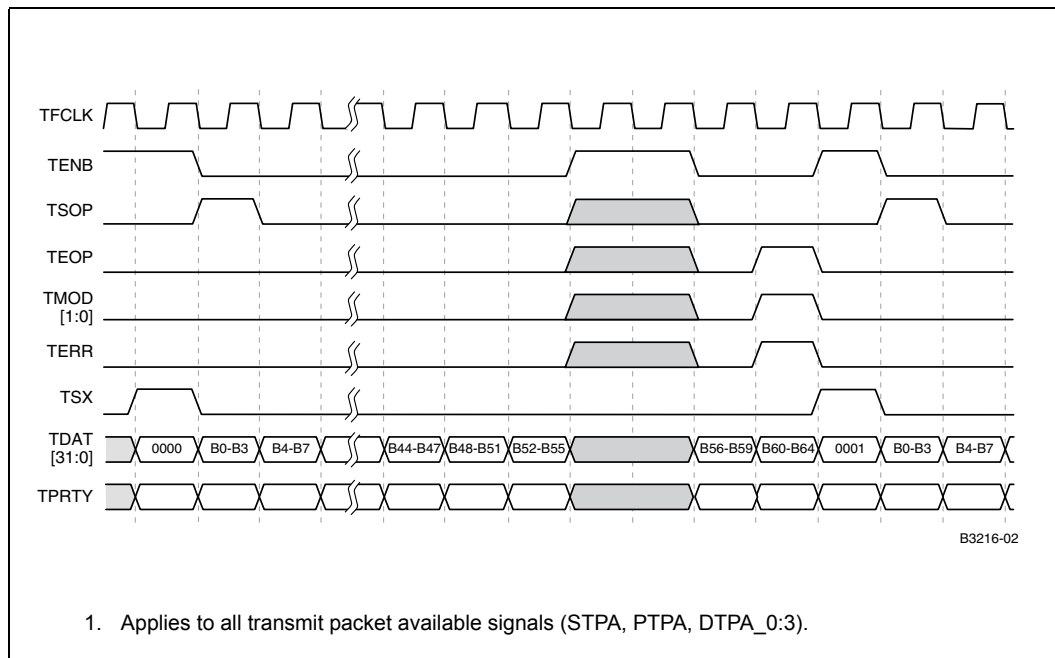 TFCLK
TENB
TSOP
TEOP
TMOD
[1:0]
TERR
TSX
TDAT
[31:0]
0000 B0-B3 B4-B7 B44-B47 B48-B51 B52-B55 B56-B59 B60-B64 0001 B0-B3 B4-B7
TPRTY
B3216-02
1. Applies to all transmit packet available signals (STPA, PTPA, DTPA_0:3).